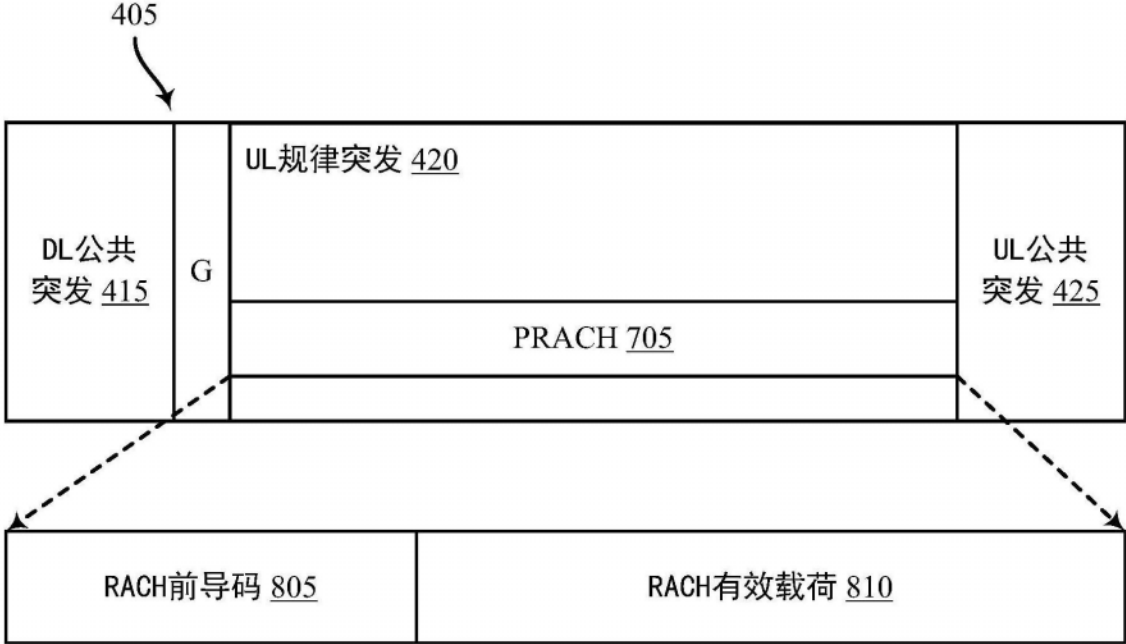 405
UL规律突发 420
DL公共
突发 415
G
UL公共
突发 425
PRACH 705
RACH前导码 805
RACH有效载荷 810